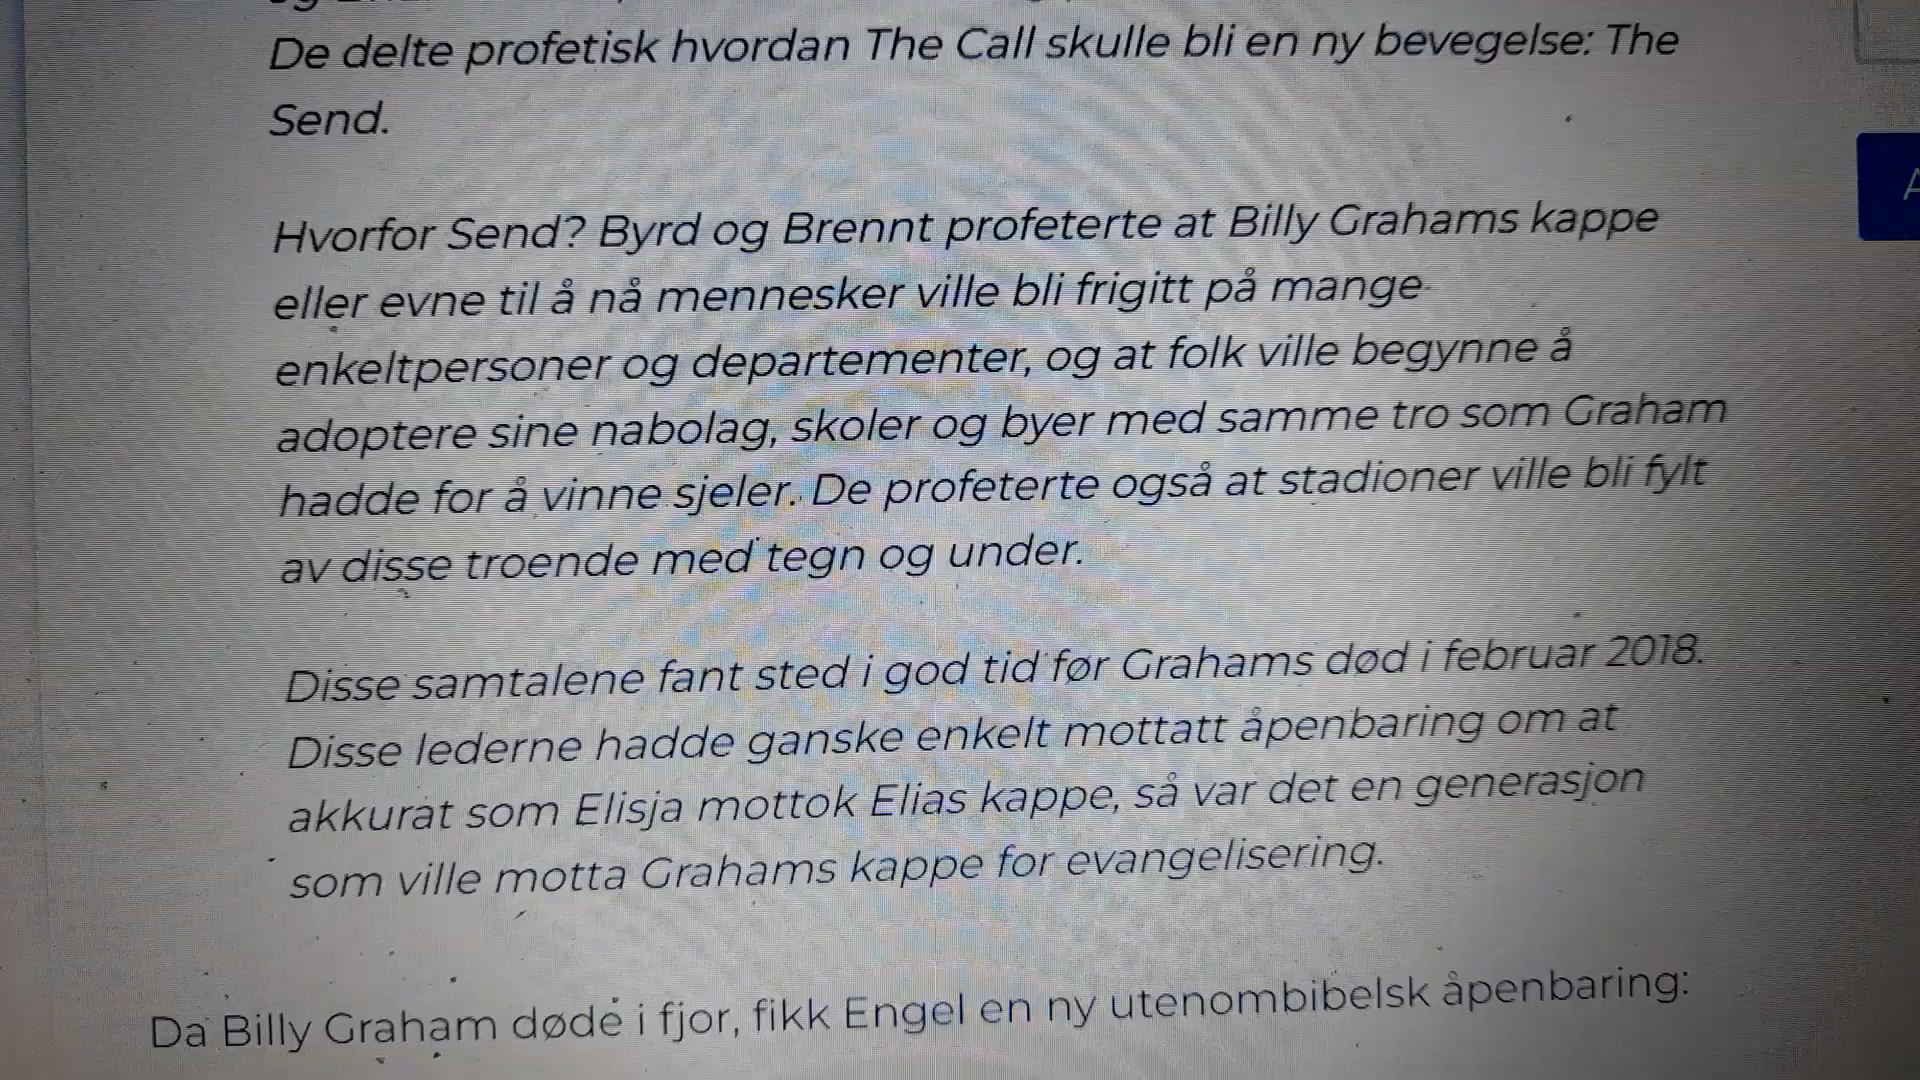 De delte profetisk hvordan The Call skulle bli en ny bevegelse: The
Send.
Hvorfor Send? Byrd og Brennt profeterte at Billy Grahams kappe
eller evne til å nå mennesker ville bli frigitt på mange
enkeltpersoner og departementer, og at folk ville begynne å
adoptere sine nabolag, skoler og byer med samme tro som Graham
hadde for å vinne sjeler. De profeterte også at stadioner ville bli fylt
av disse troende med tegn og under.
Disse samtalene fant sted i god tid før Grahams død i februar 2018.
Disse lederne hadde ganske enkelt mottatt åpenbaring om at
akkurat som Elisja mottok Elias kappe, så var det en generasjon
som ville motta Grahams kappe for evangelisering.
Da Billy Graham døde i fjor, fikk Engel en ny utenombibelsk åpenbaring: